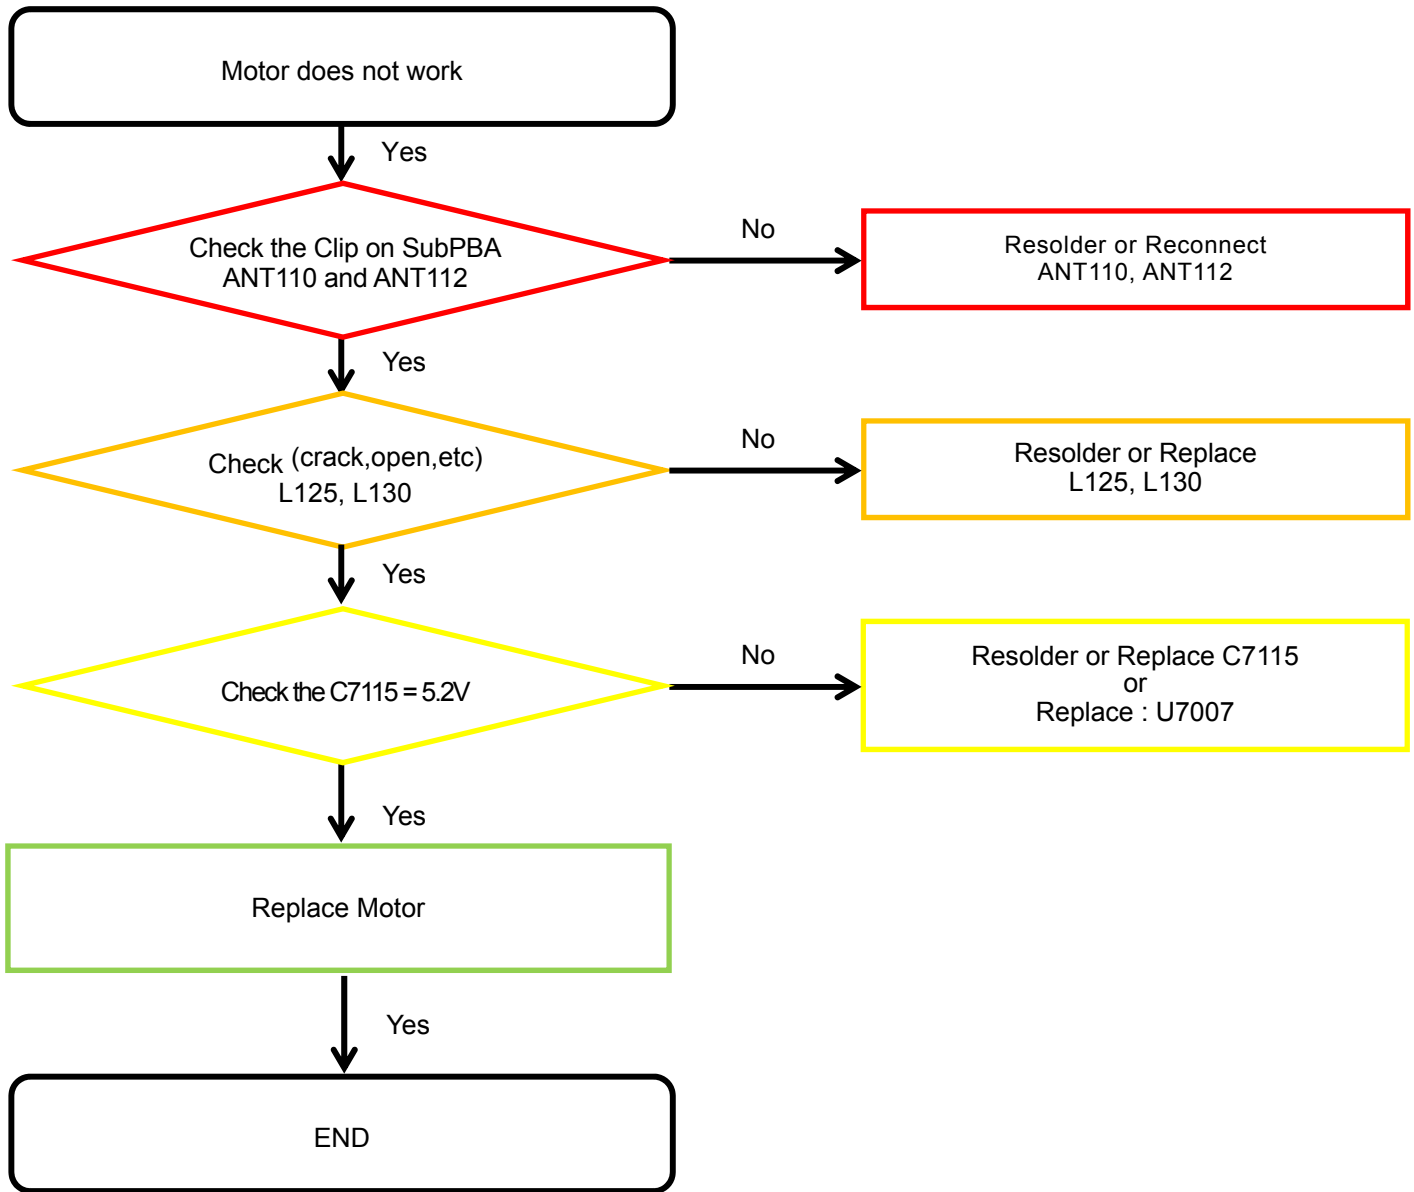 Motor does not work
Yes
Check the Clip on SubPBA
ANT110 and ANT112
No
Resolder or Reconnect
ANT110, ANT112
Yes
Check (crack,open,etc)
L125, L130
No
Resolder or Replace
L125, L130
Yes
Check the C7115 = 5.2V
No
Resolder or Replace C7115
or
Replace : U7007
Yes
Replace Motor
Yes
END